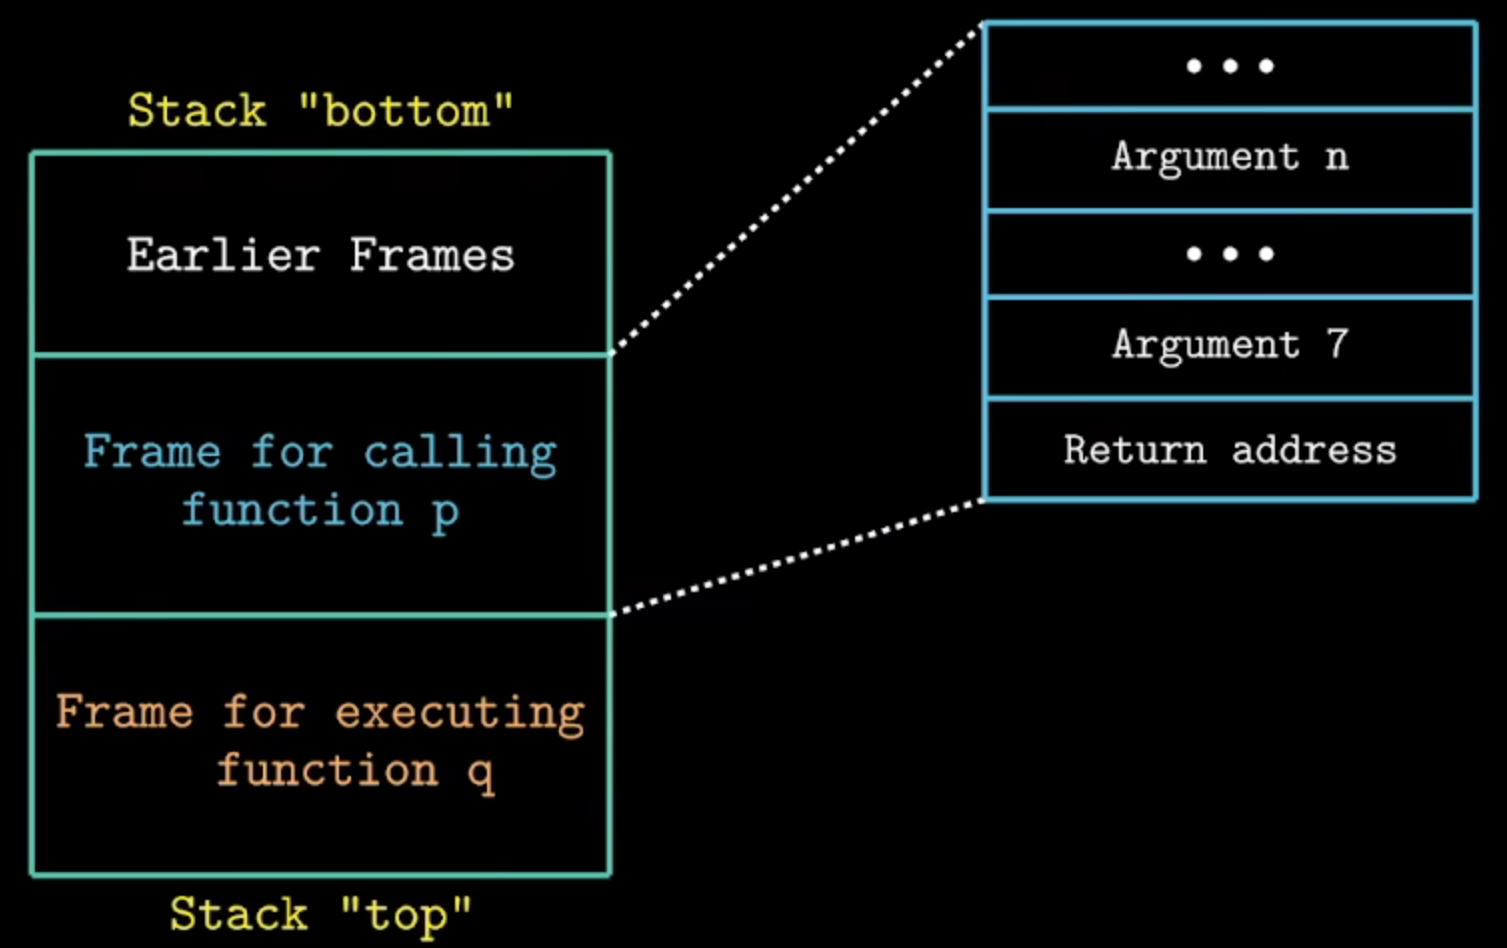 Stack "bottom"
Earlier Frames
Frame for calling
function p
Frame for executing
function q
Stack "top"
•••
Argument n
•••
Argument 7
Return address